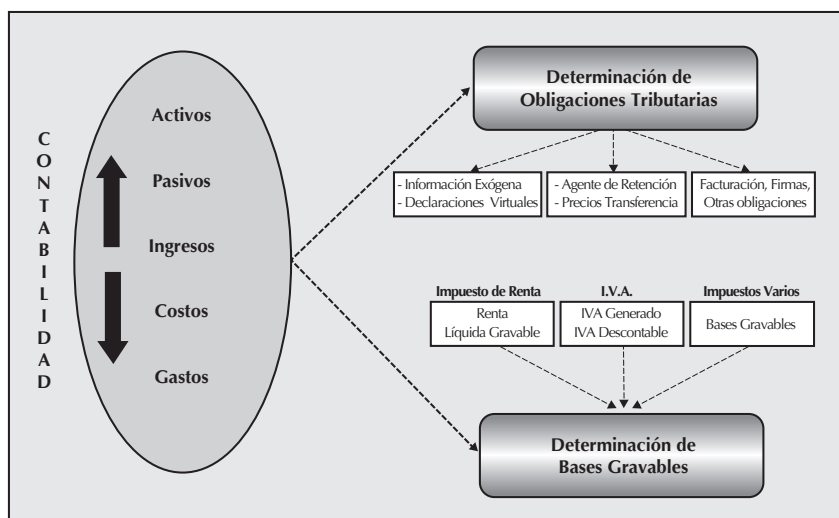 CONTABILIDAD
Activos
Pasivos
Ingresos
Costos
Gastos
Determinación de
Obligaciones Tributarias
- Información Exógena
- Declaraciones Virtuales
- Agente de Retención
- Precios Transferencia
Facturación, Firmas,
Otras obligaciones
Impuesto de Renta
Renta
Líquida Gravable
I.V.A.
IVA Generado
IVA Descontable
Impuestos Varios
Bases Gravables
Determinación de
Bases Gravables